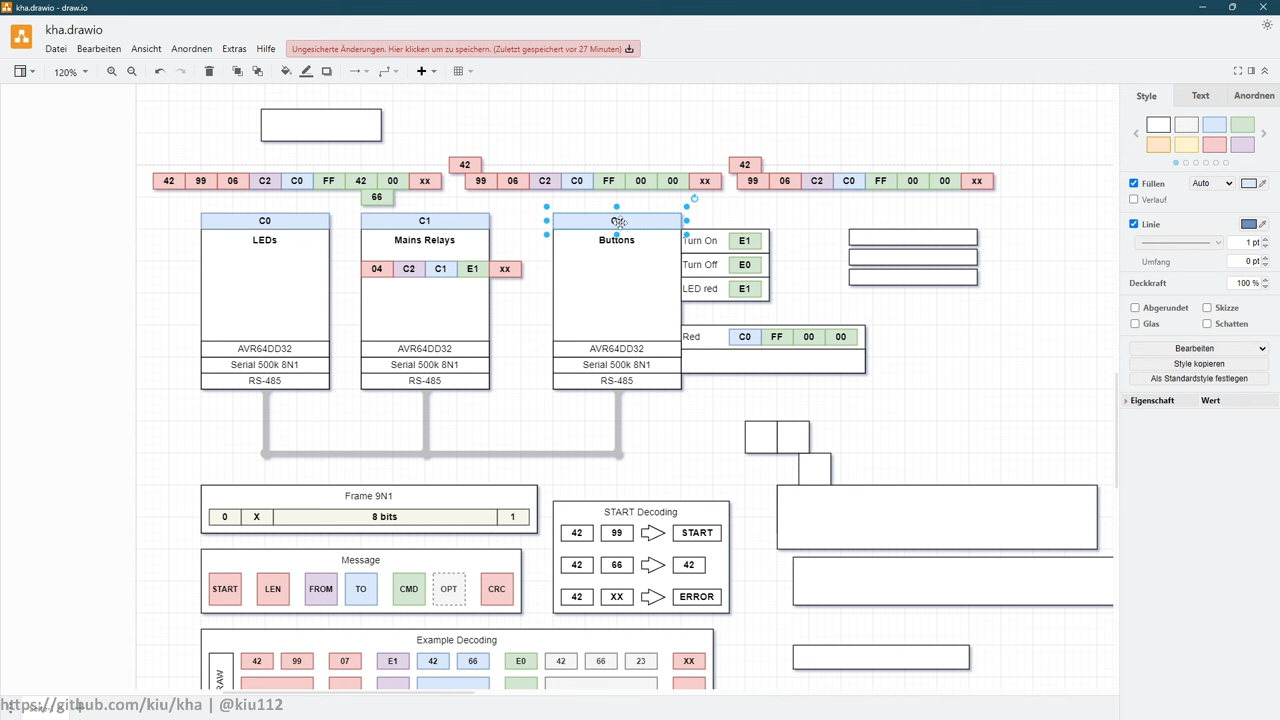 kha.drawio - draw.io
kha.drawio
Datei Bearbeiten Ansicht Anordnen Extras Hilfe
Ungesicherte Änderungen. Hier klicken um zu speichern. (Zuletzt gespeichert vor 27 Minuten)
120%
Style Text Anordnen
Füllen Auto
Verlauf
Linie
1 pt
Umfang 0 pt
Deckkraft 100 %
Abgerundet Skizze
Glas Schatten
Bearbeiten
Style kopieren
Als Standardstyle festlegen
Eigenschaft Wert
42 42
42 99 06 C2 C0 FF 42 00 xx
99 06 C2 C0 FF 00 00 xx
99 06 C2 C0 FF 00 00 xx
66
C0
LEDs
AVR64DD32
Serial 500k 8N1
RS-485
C1
Mains Relays
04 C2 C1 E1 xx
AVR64DD32
Serial 500k 8N1
RS-485
Buttons
AVR64DD32
Serial 500k 8N1
RS-485
Turn On E1
Turn Off E0
LED red E1
Red C0 FF 00 00
Frame 9N1
0 X 8 bits 1
Message
START LEN FROM TO CMD OPT CRC
START Decoding
42 99 START
42 66 42
42 XX ERROR
Example Decoding
RAW
42 99 07 E1 42 66 E0 42 66 23 XX
https://github.com/kiu/kha | @kiu112